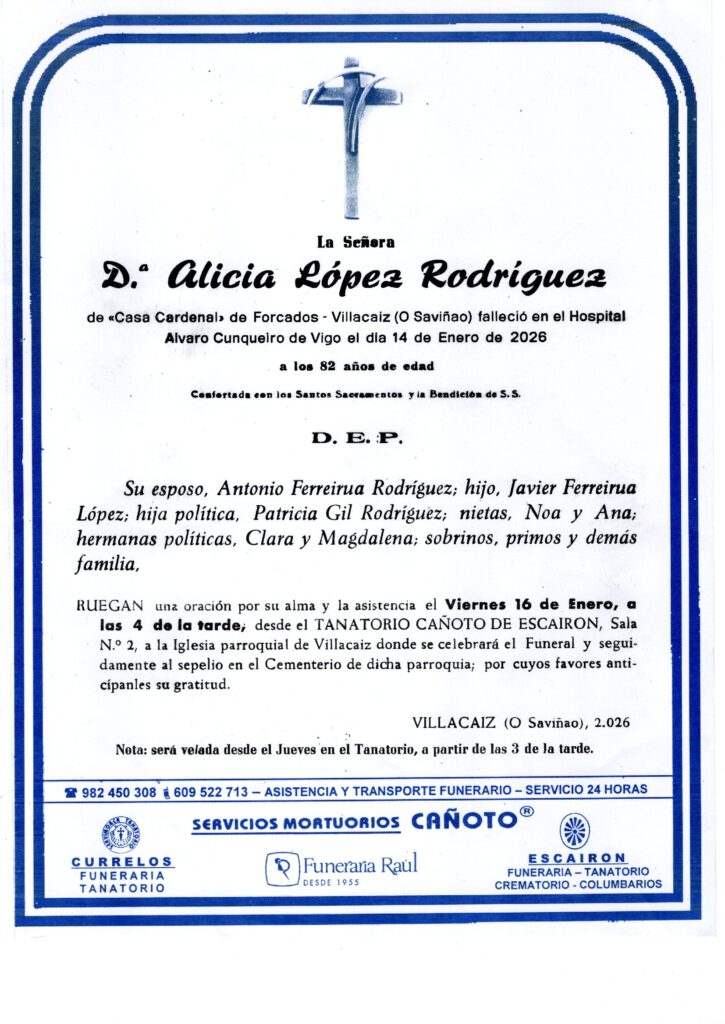 La Señora
D.ª Alicia López Rodríguez
de «Casa Cardenal» de Forcados - Villacaiz (O Saviñao) falleció en el Hospital
Alvaro Cunqueiro de Vigo el día 14 de Enero de 2026
a los 82 años de edad
Confortada con los Santos Sacramentos y la Bendición de S.S.
D. E. P.
Su esposo, Antonio Ferreirua Rodríguez; hijo, Javier Ferreirua
López; hija política, Patricia Gil Rodríguez; nietas, Noa y Ana;
hermanas políticas, Clara y Magdalena; sobrinos, primos y demás
familia,
RUEGAN una oración por su alma y la asistencia el Viernes 16 de Enero, a
las 4 de la tarde, desde el TANATORIO CAÑOTO DE ESCAIRON, Sala
N.º 2, a la Iglesia parroquial de Villacaiz donde se celebrará el Funeral y segui-
damente al sepelio en el Cementerio de dicha parroquia; por cuyos favores anti-
cípanles su gratitud.
VILLACAIZ (O Saviñao), 2.026
Nota: será velada desde el Jueves en el Tanatorio, a partir de las 3 de la tarde.
☎ 982 450 308 609 522 713 – ASISTENCIA Y TRANSPORTE FUNERARIO – SERVICIO 24 HORAS
SERVICIOS MORTUORIOS CAÑOTO®
CURRELOS
FUNERARIA
TANATORIO
Funeraria Raúl
DESDE 1955
ESCAIRON
FUNERARIA – TANATORIO
CREMATORIO - COLUMBARIOS